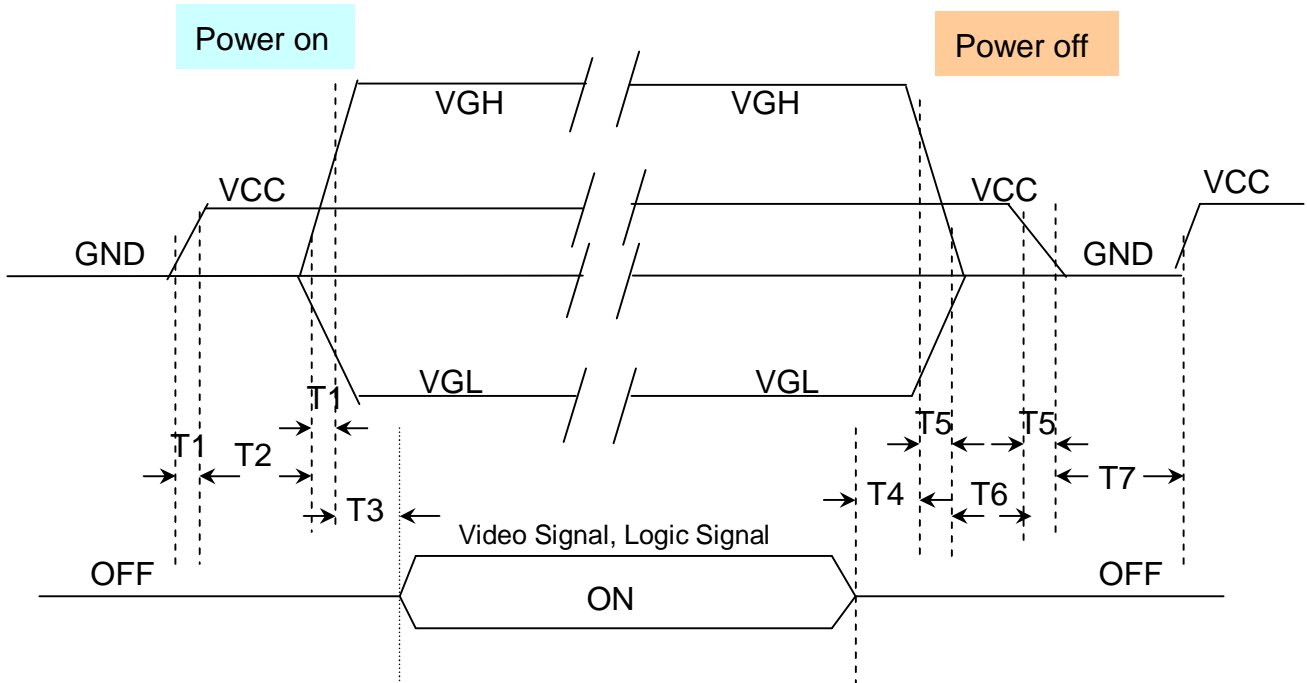 Power on
Power off
VGH
VGH
VCC
VCC
VCC
GND
GND
VGL
VGL
T1
T5
T5
T1
T2
T7
T3
T4
T6
Video Signal, Logic Signal
OFF
OFF
ON